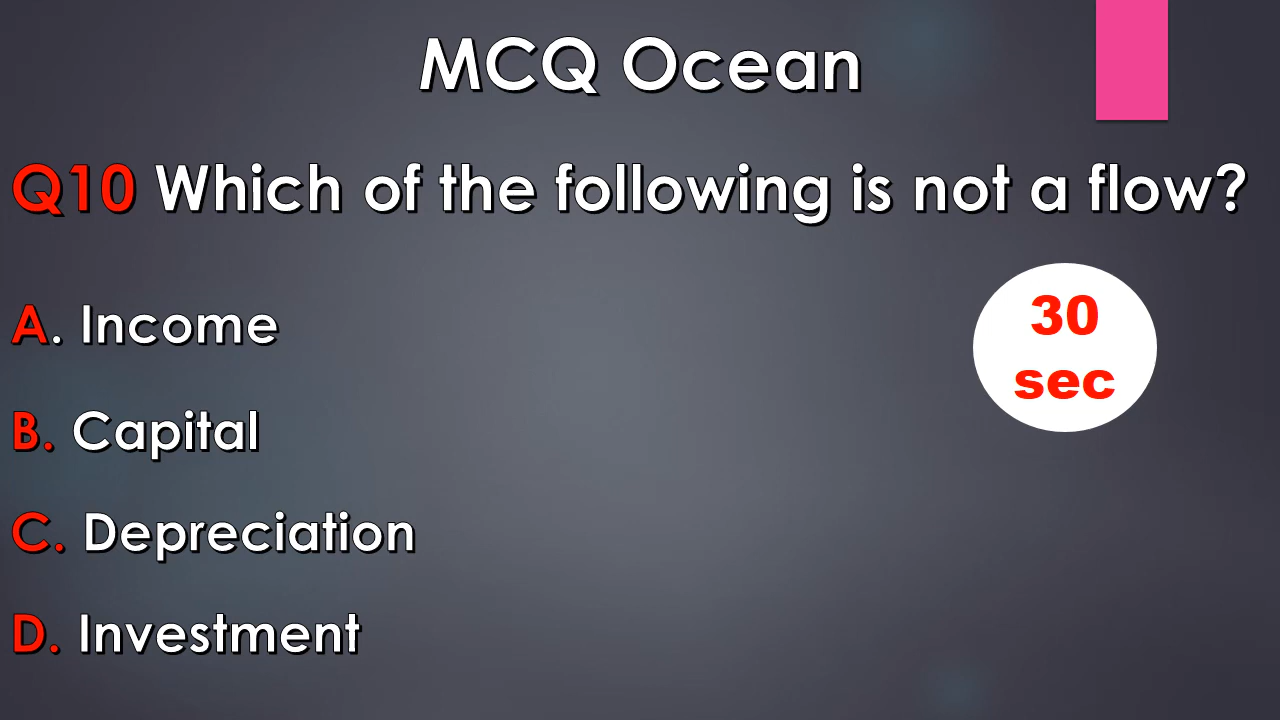 MCQ Ocean
Q10 Which of the following is not a flow?
A. Income
30
sec
B. Capital
C. Depreciation
D. Investment